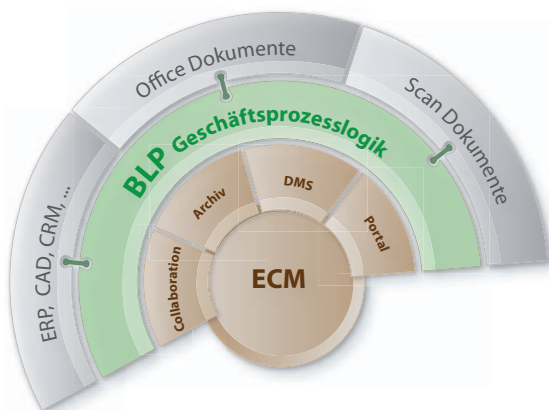 Office Dokumente
Scan Dokumente
ERP, CAD, CRM, ...
BLP Geschäftsprozesslogik
Collaboration
Archiv
DMS
Portal
ECM